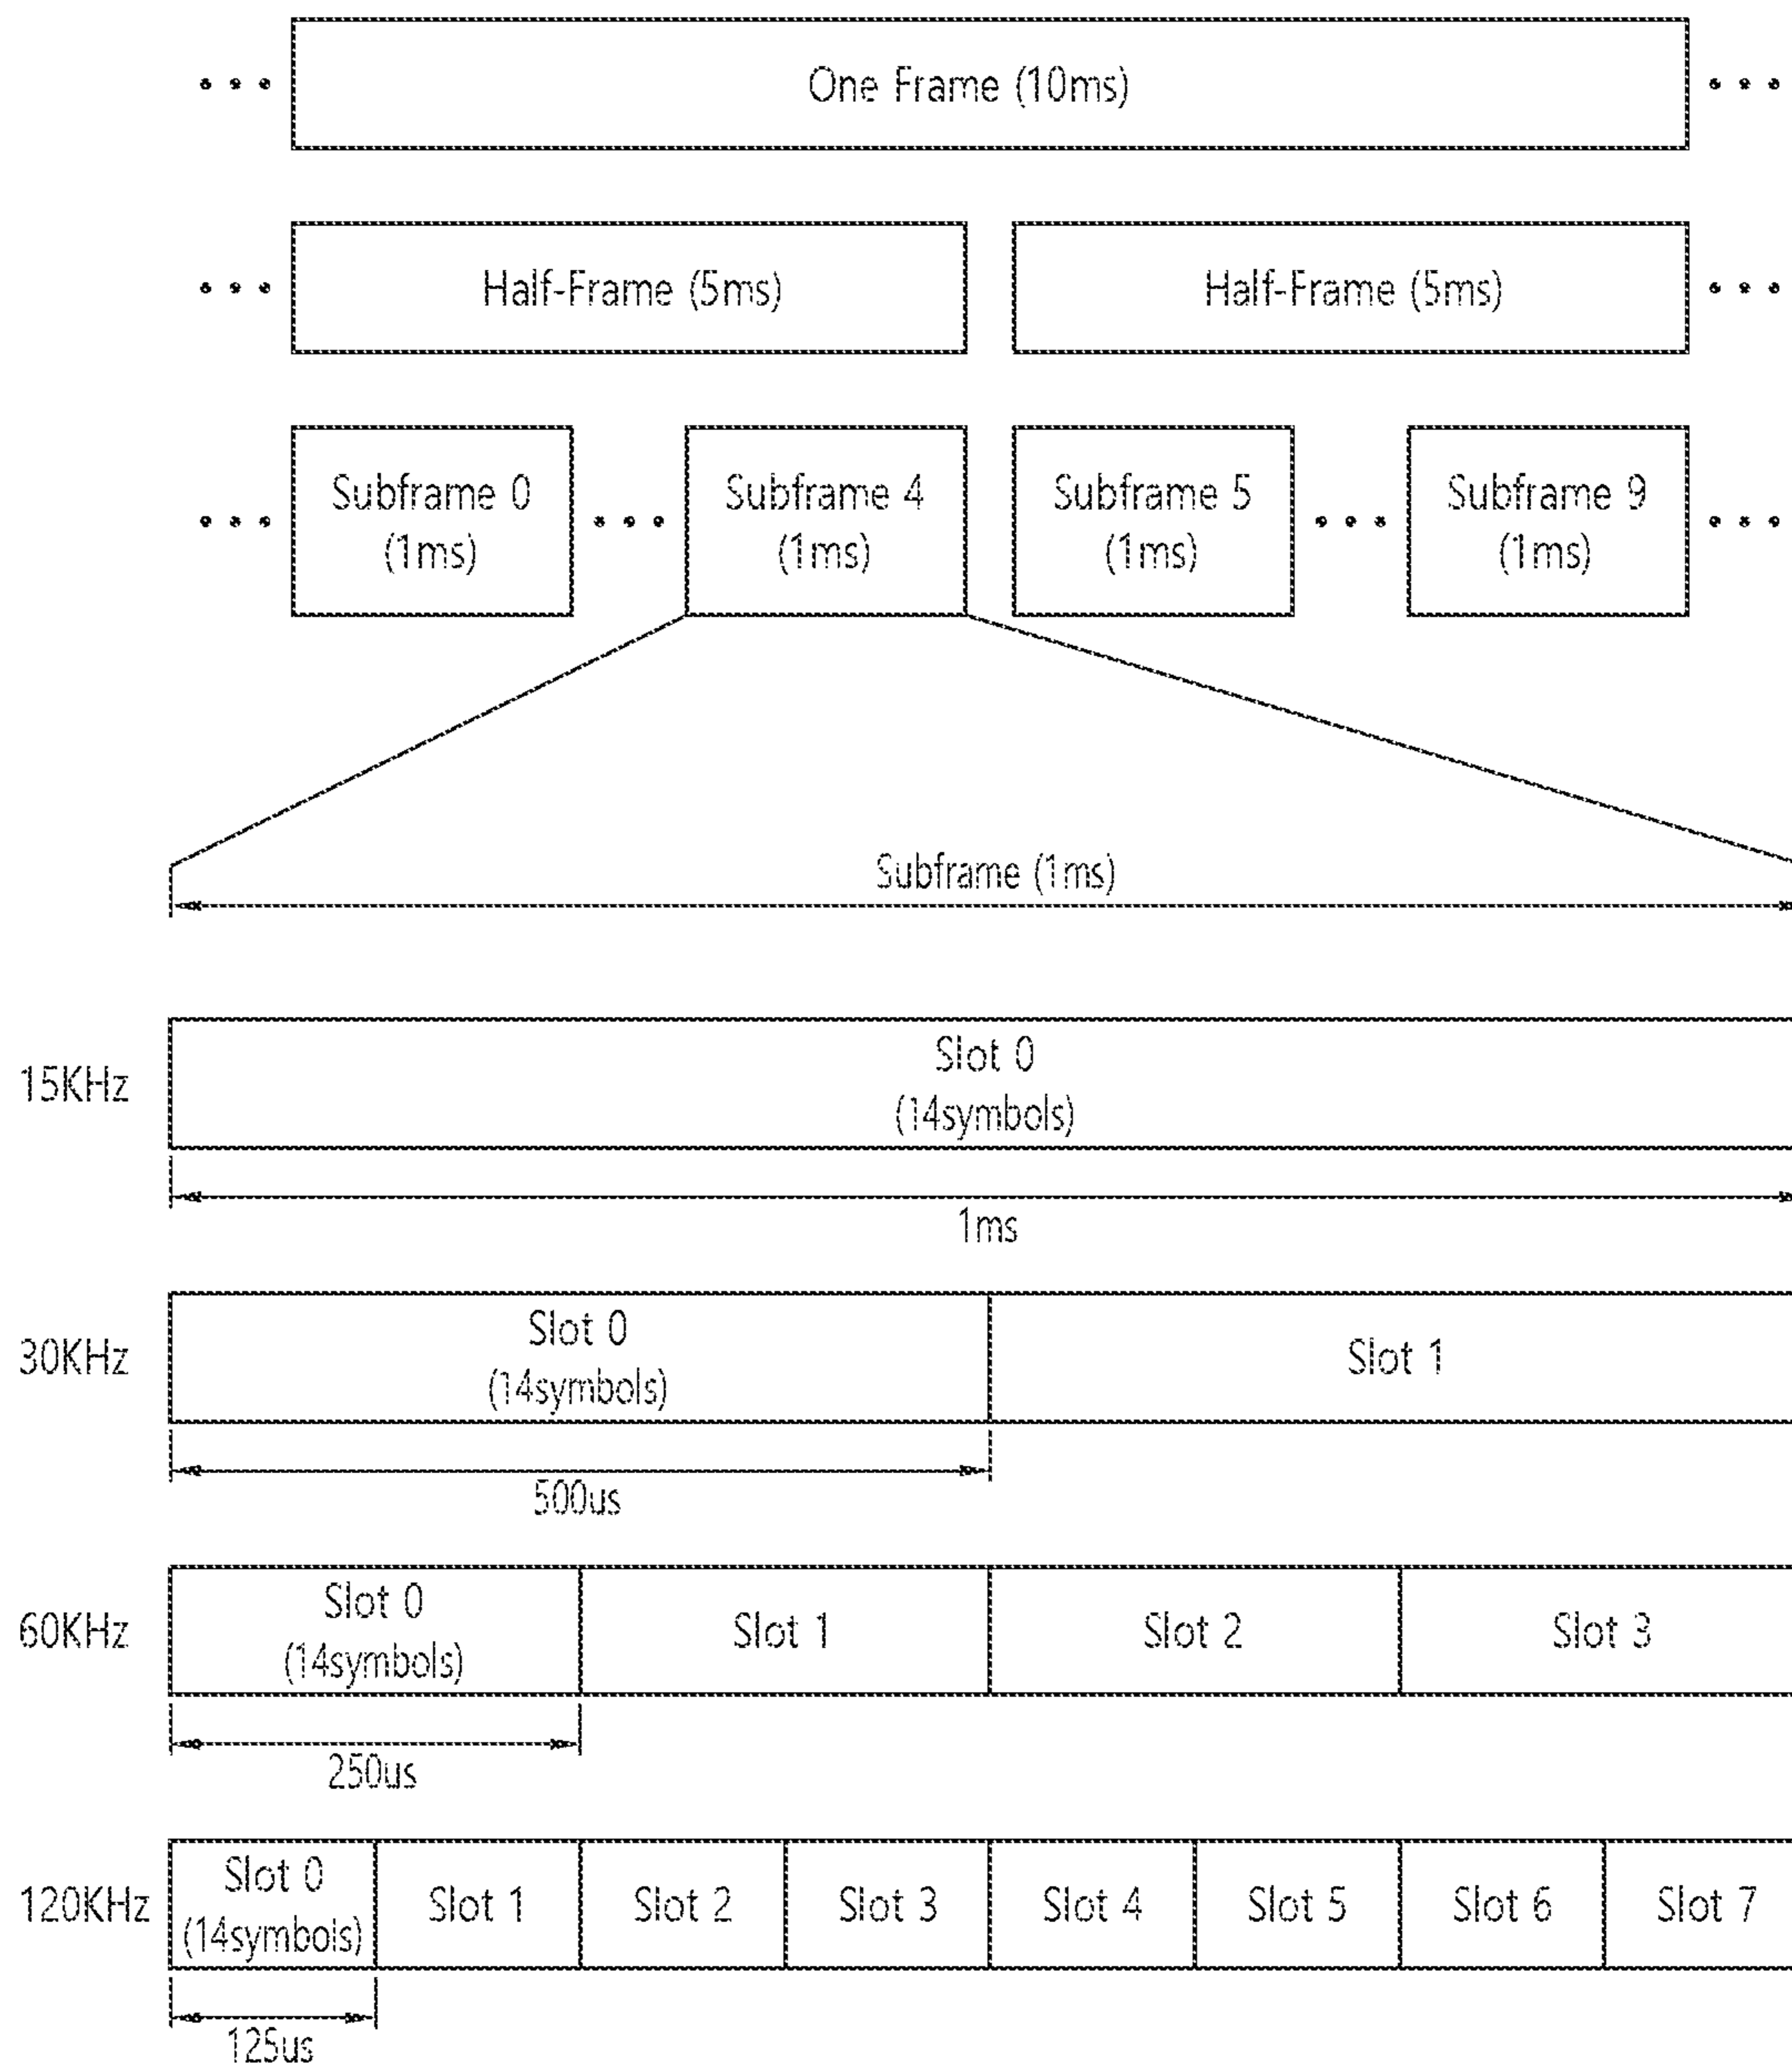 One Frame (10ms)
Half-Frame (5ms)
Half-Frame (5ms)
Subframe 0
(1ms)
Subframe 4
(1ms)
Subframe 5
(1ms)
Subframe 9
(1ms)
Subframe (1ms)
15KHz
Slot 0
(14symbols)
1ms
30KHz
Slot 0
(14symbols)
Slot 1
500us
60KHz
Slot 0
(14symbols)
Slot 1
Slot 2
Slot 3
250us
120KHz
Slot 0
(14symbols)
Slot 1
Slot 2
Slot 3
Slot 4
Slot 5
Slot 6
Slot 7
125us